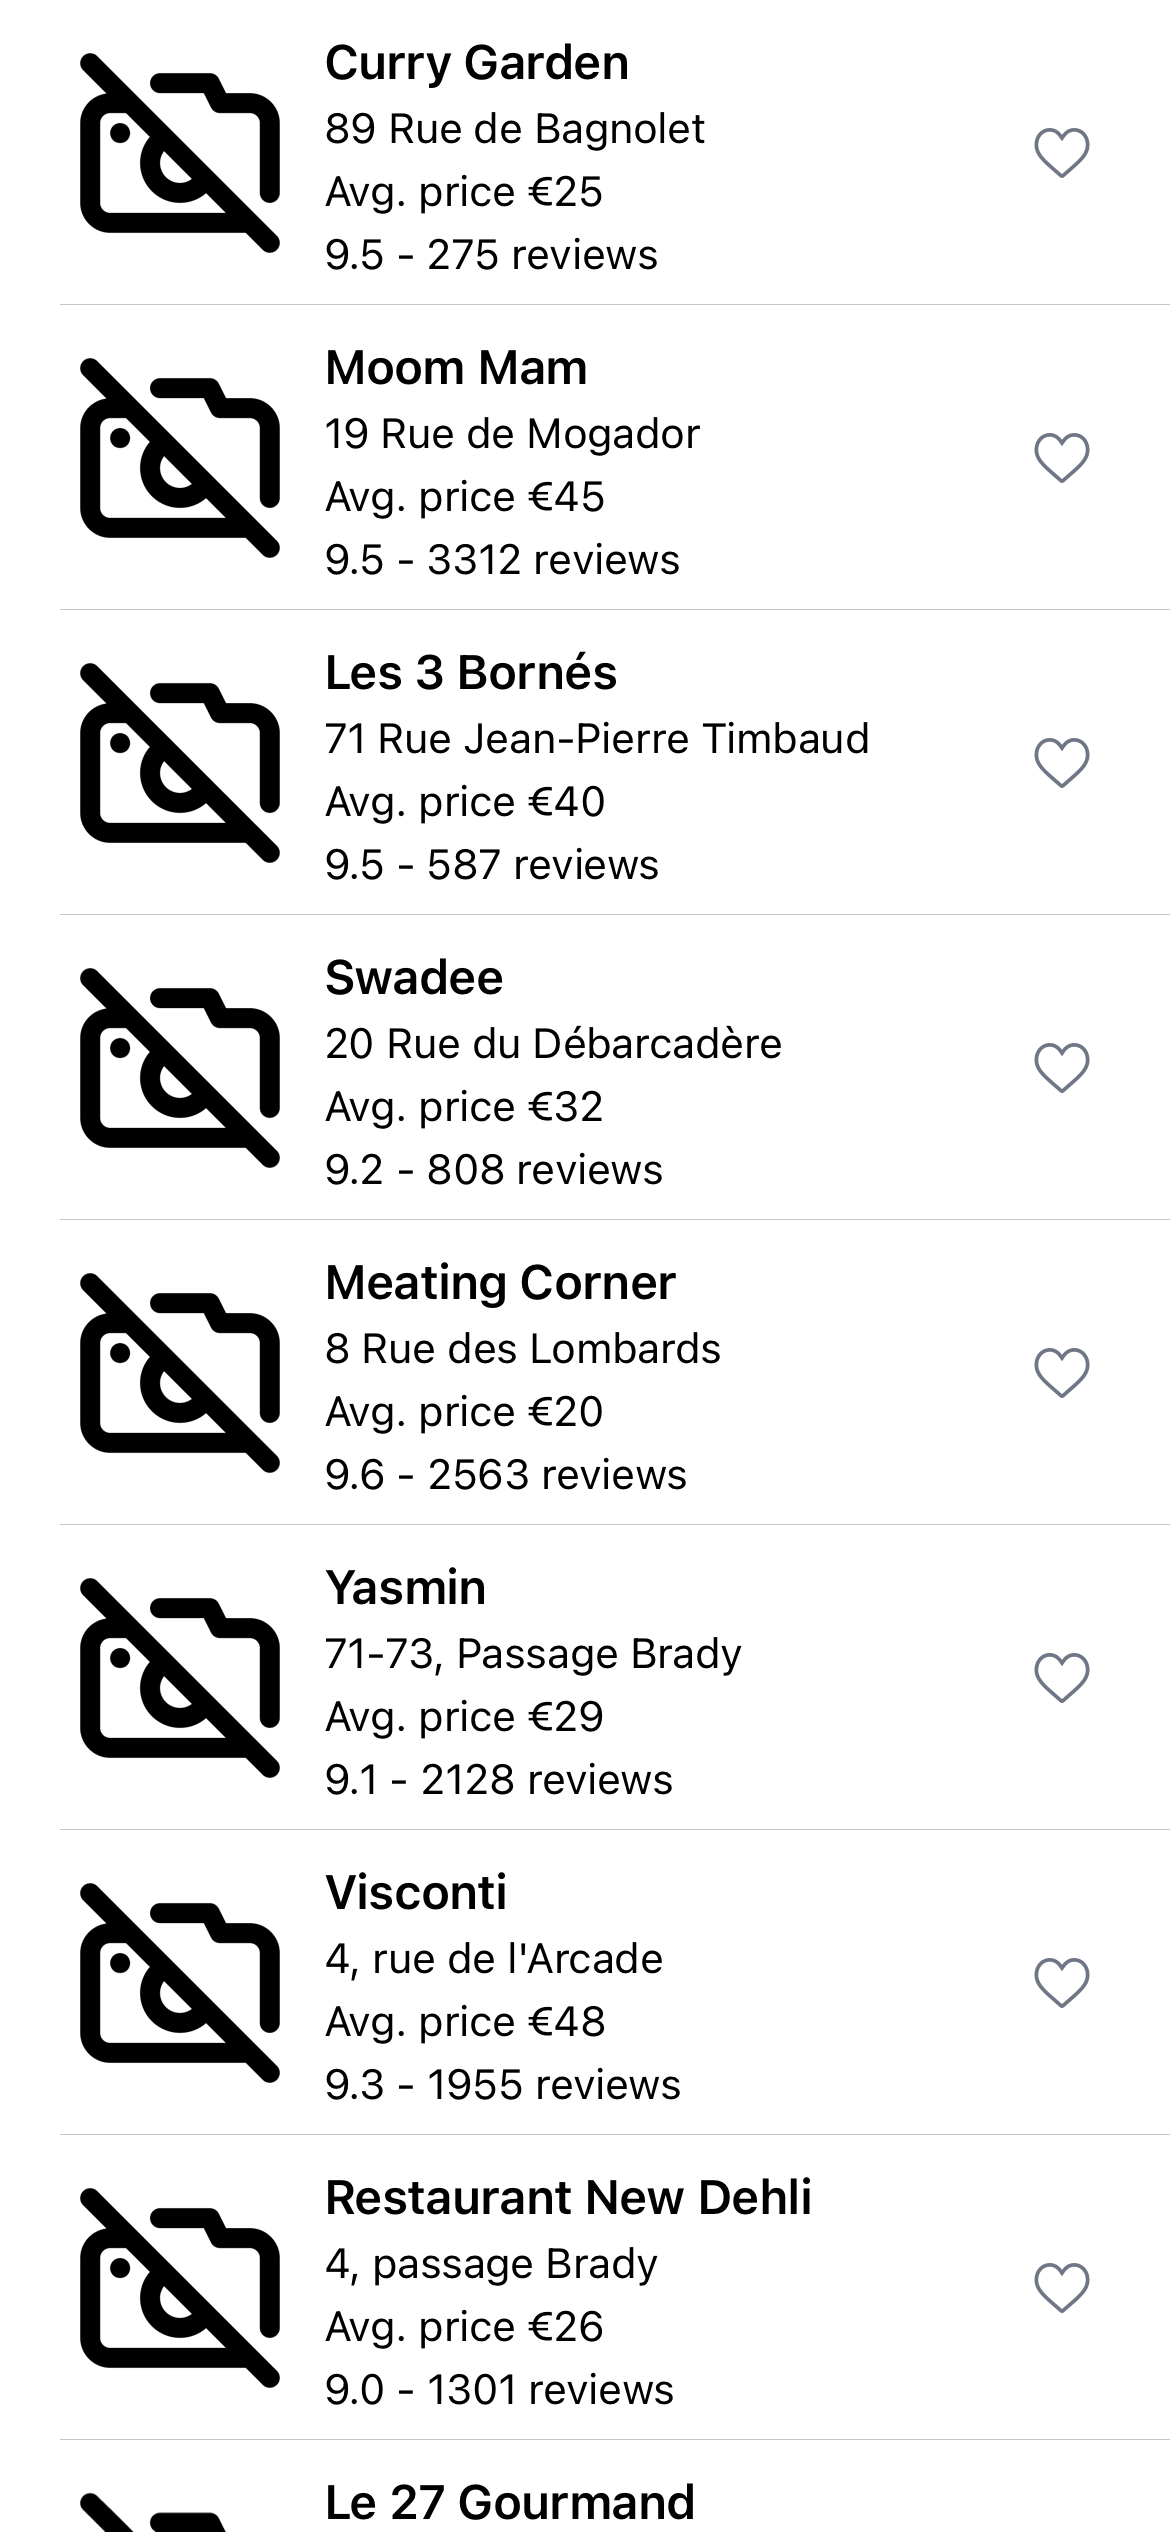 Curry Garden
89 Rue de Bagnolet
Avg. price €25
9.5 - 275 reviews
Moom Mam
19 Rue de Mogador
Avg. price €45
9.5 - 3312 reviews
Les 3 Bornés
71 Rue Jean-Pierre Timbaud
Avg. price €40
9.5 - 587 reviews
Swadee
20 Rue du Débarcadère
Avg. price €32
9.2 - 808 reviews
Meating Corner
8 Rue des Lombards
Avg. price €20
9.6 - 2563 reviews
Yasmin
71-73, Passage Brady
Avg. price €29
9.1 - 2128 reviews
Visconti
4, rue de l'Arcade
Avg. price €48
9.3 - 1955 reviews
Restaurant New Dehli
4, passage Brady
Avg. price €26
9.0 - 1301 reviews
Le 27 Gourmand